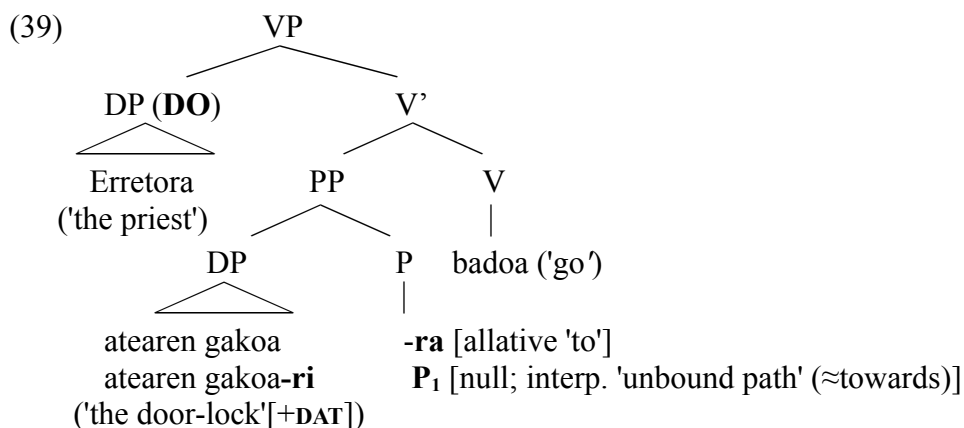 (39) VP
DP (DO) V’
Erretora PP V
('the priest')
DP P badoa ('go')
atearen gakoa -ra [allative 'to']
atearen gakoa-ri P₁ [null; interp. 'unbound path' (≈towards)]
('the door-lock'[+DAT])